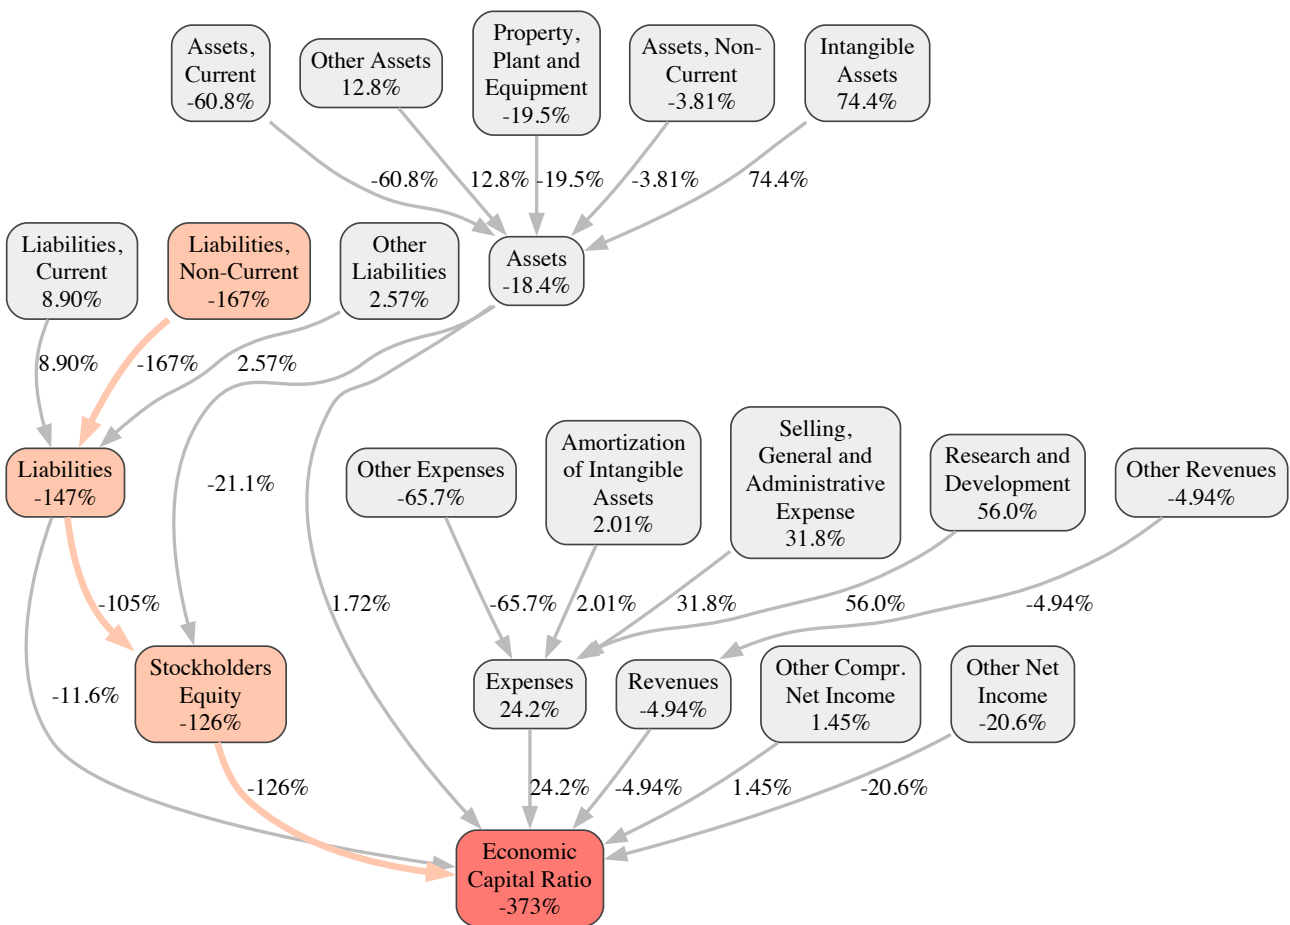 Assets,
Current
-60.8%
Other Assets
12.8%
Property,
Plant and
Equipment
-19.5%
Assets, Non-
Current
-3.81%
Intangible
Assets
74.4%
-60.8%
12.8%
-19.5%
-3.81%
74.4%
Liabilities,
Current
8.90%
Liabilities,
Non-Current
-167%
Other
Liabilities
2.57%
Assets
-18.4%
8.90%
-167%
2.57%
Liabilities
-147%
-21.1%
Other Expenses
-65.7%
Amortization
of Intangible
Assets
2.01%
Selling,
General and
Administrative
Expense
31.8%
Research and
Development
56.0%
Other Revenues
-4.94%
-105%
1.72%
-65.7%
2.01%
31.8%
56.0%
-4.94%
-11.6%
Stockholders
Equity
-126%
Expenses
24.2%
Revenues
-4.94%
Other Compr.
Net Income
1.45%
Other Net
Income
-20.6%
-126%
24.2%
-4.94%
1.45%
-20.6%
Economic
Capital Ratio
-373%